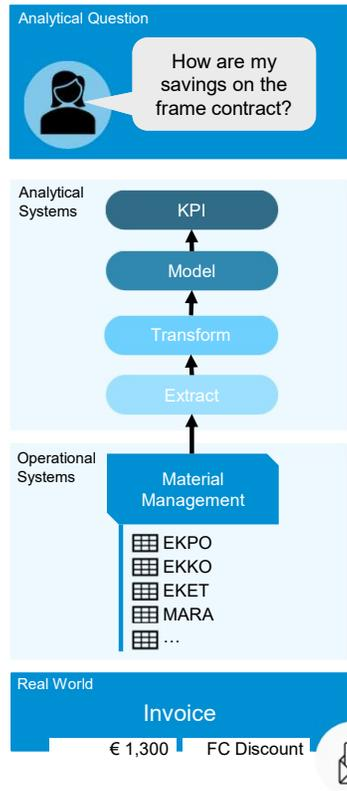 Analytical Question
How are my
savings on the
frame contract?
Analytical
Systems
KPI
Model
Transform
Extract
Operational
Systems
Material
Management
EKPO
EKKO
EKET
MARA
...
Real World
Invoice
€ 1,300 FC Discount